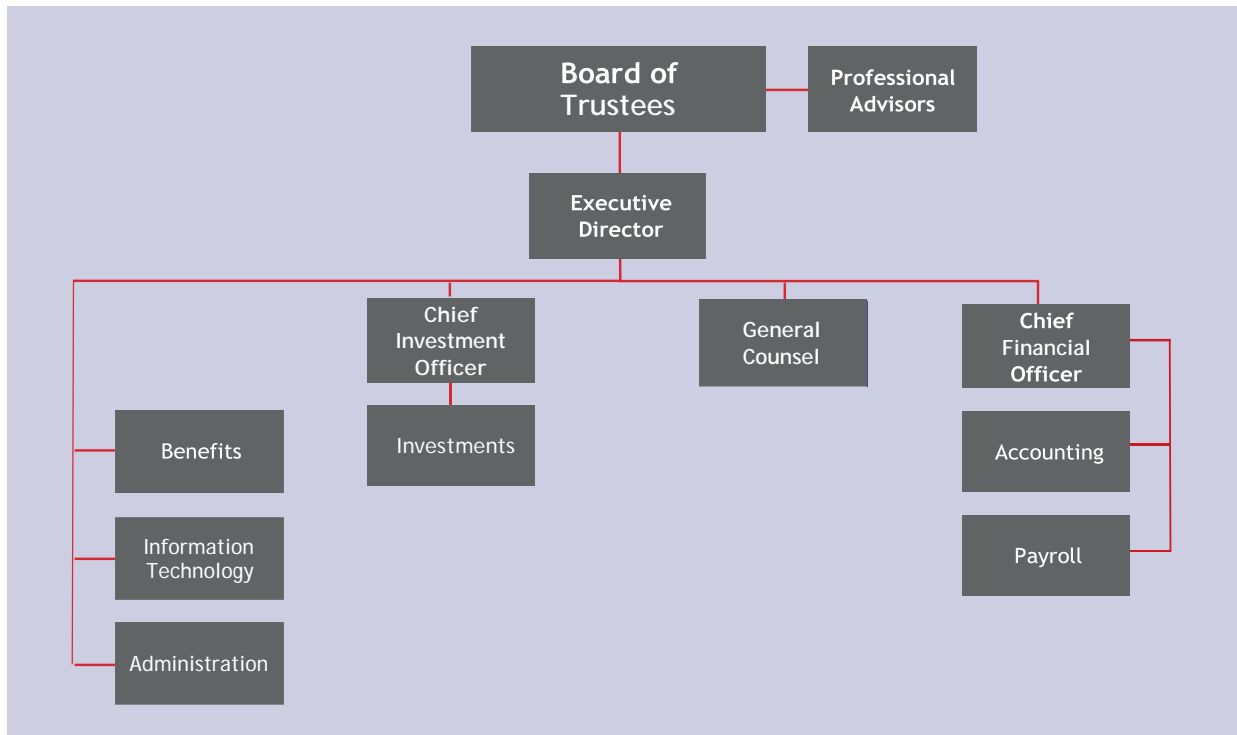 Board of
Trustees
Professional
Advisors
Executive
Director
Chief
Investment
Officer
General
Counsel
Chief
Financial
Officer
Benefits
Investments
Accounting
Information
Technology
Payroll
Administration